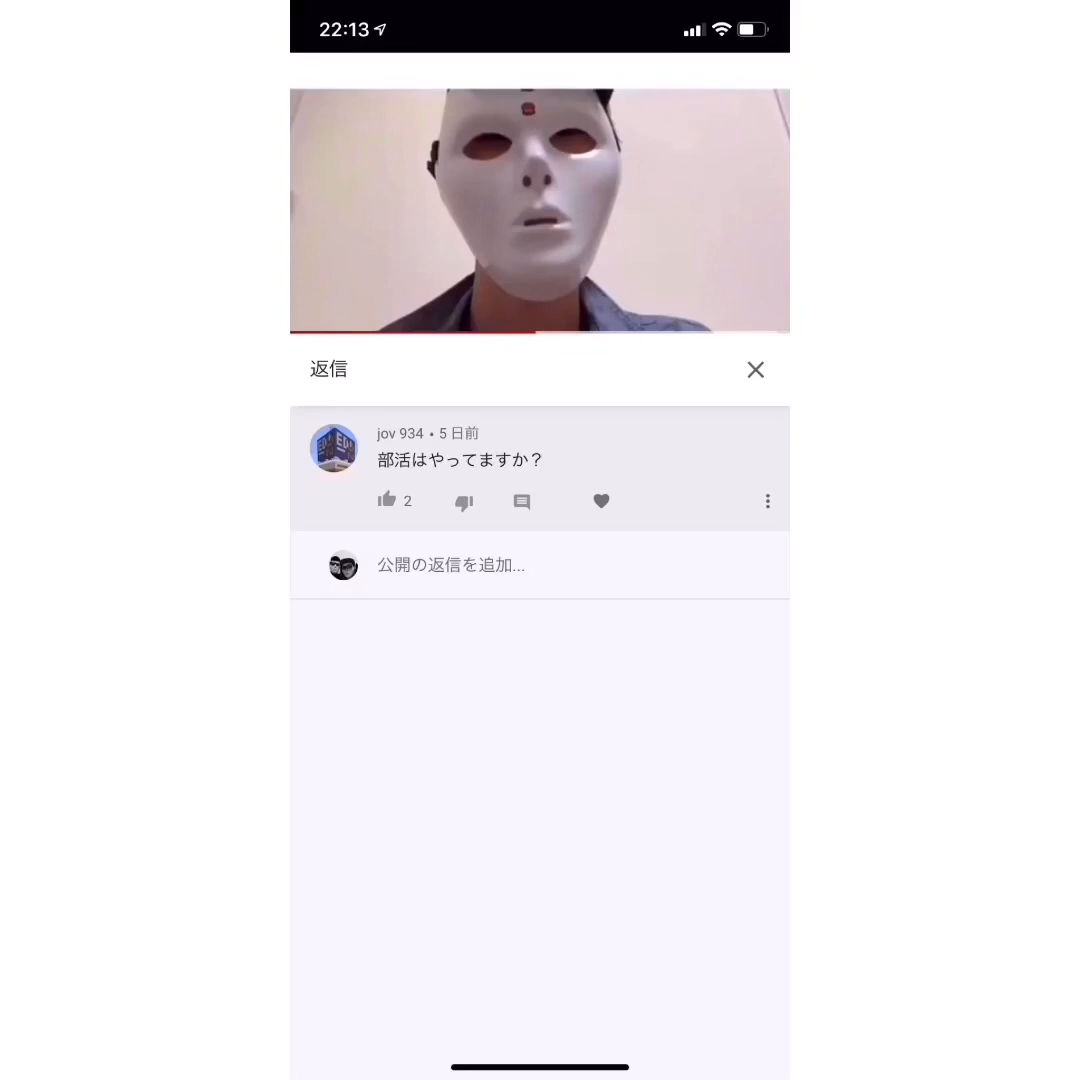 22:13
返信
jov 934 • 5 日前
部活はやってますか？
2
公開の返信を追加...